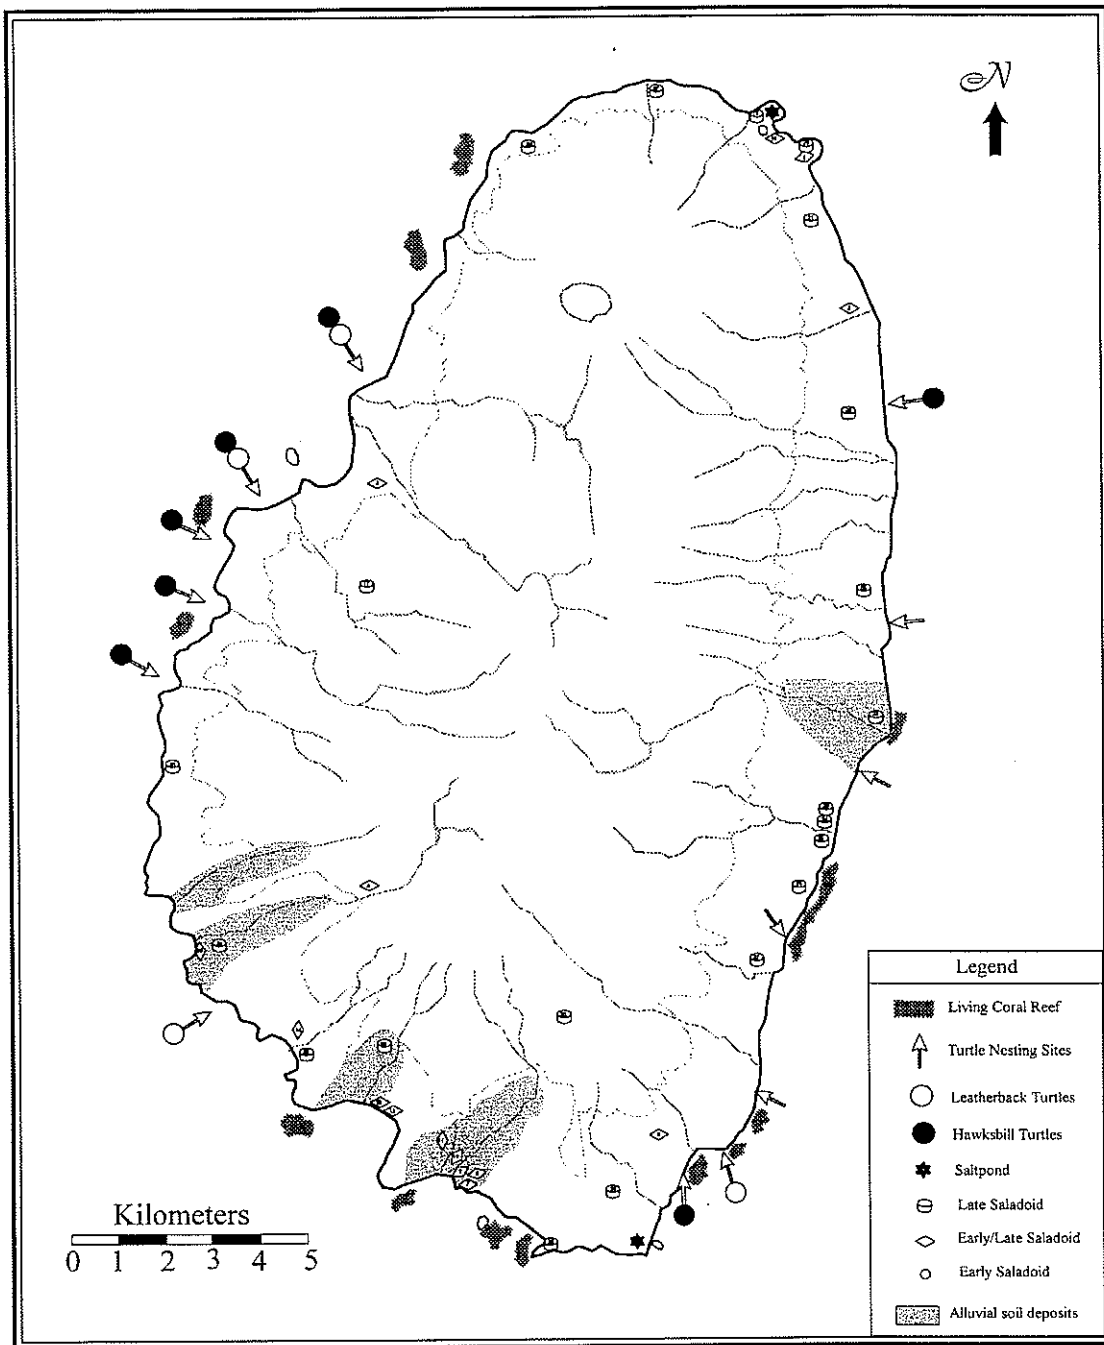 N
Legend
Living Coral Reef
Turtle Nesting Sites
Leatherback Turtles
Hawksbill Turtles
Saltpond
Late Saladoid
Early/Late Saladoid
Early Saladoid
Alluvial soil deposits
Kilometers
0 1 2 3 4 5